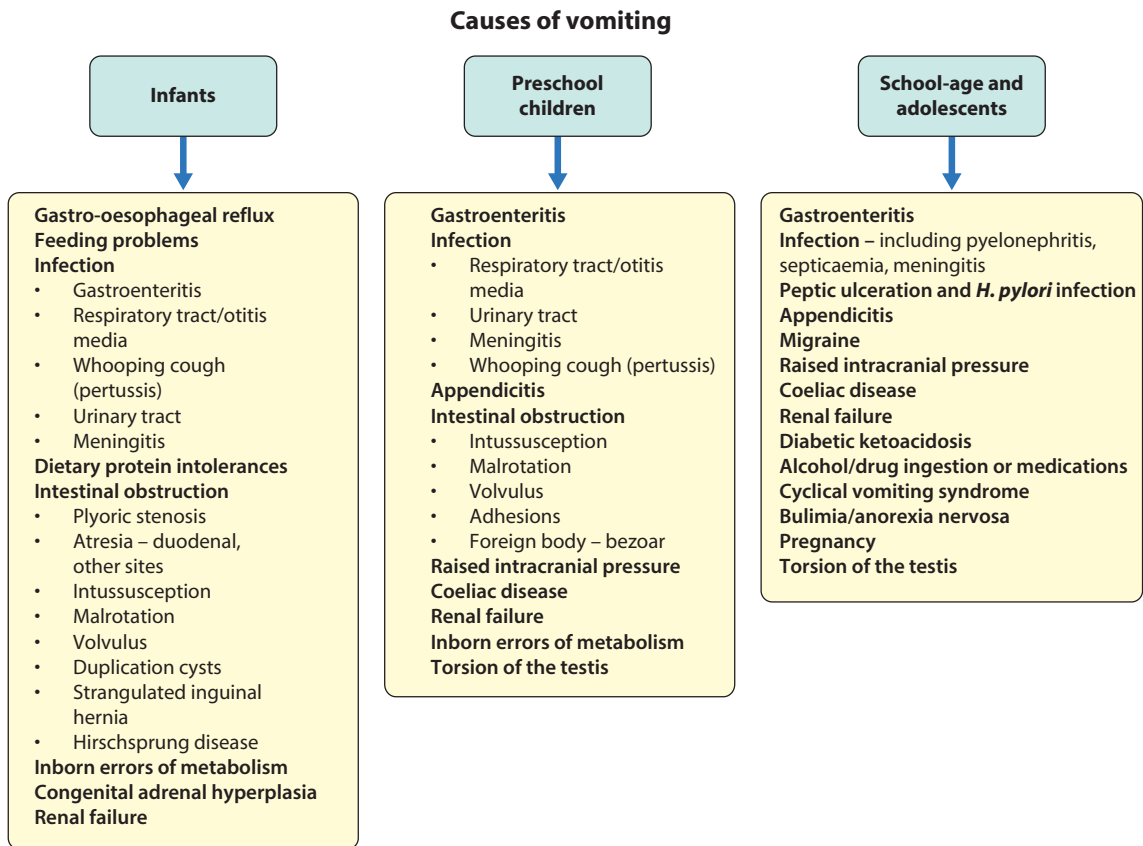 Causes of vomiting
Infants
Gastro-oesophageal reflux
Feeding problems
Infection
• Gastroenteritis
• Respiratory tract/otitis
media
• Whooping cough
(pertussis)
• Urinary tract
• Meningitis
Dietary protein intolerances
Intestinal obstruction
• Plyoric stenosis
• Atresia – duodenal,
other sites
• Intussusception
• Malrotation
• Volvulus
• Duplication cysts
• Strangulated inguinal
hernia
• Hirschsprung disease
Inborn errors of metabolism
Congenital adrenal hyperplasia
Renal failure
Preschool
children
Gastroenteritis
Infection
• Respiratory tract/otitis
media
• Urinary tract
• Meningitis
• Whooping cough (pertussis)
Appendicitis
Intestinal obstruction
• Intussusception
• Malrotation
• Volvulus
• Adhesions
• Foreign body – bezoar
Raised intracranial pressure
Coeliac disease
Renal failure
Inborn errors of metabolism
Torsion of the testis
School-age and
adolescents
Gastroenteritis
Infection – including pyelonephritis,
septicaemia, meningitis
Peptic ulceration and H. pylori infection
Appendicitis
Migraine
Raised intracranial pressure
Coeliac disease
Renal failure
Diabetic ketoacidosis
Alcohol/drug ingestion or medications
Cyclical vomiting syndrome
Bulimia/anorexia nervosa
Pregnancy
Torsion of the testis